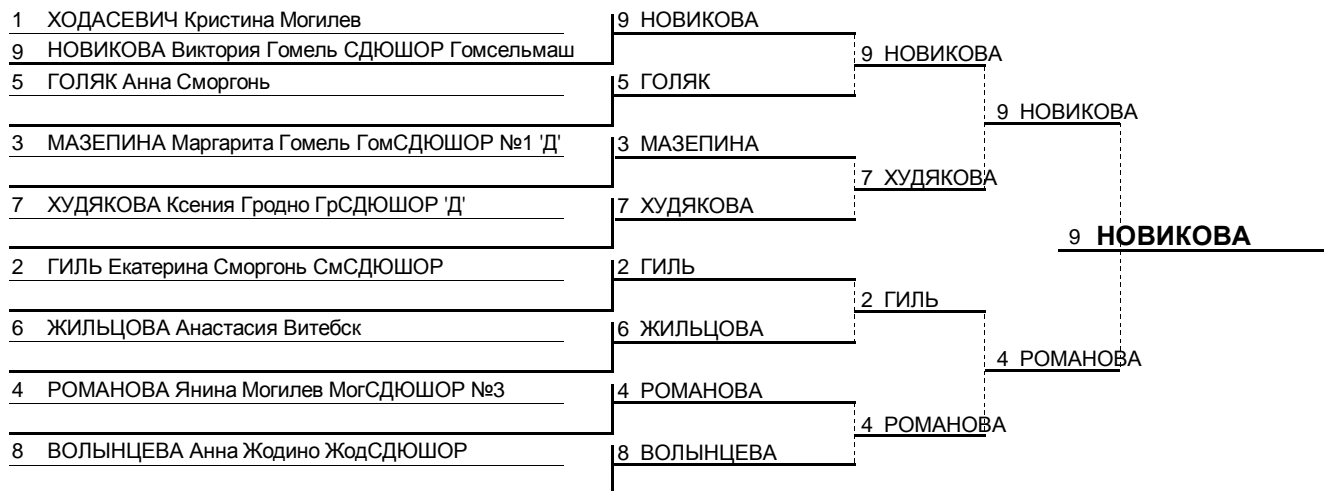 1 ХОДАСЕВИЧ Кристина Могилев
9 НОВИКОВА
9 НОВИКОВА Виктория Гомель СДЮШОР Гомсельмаш
9 НОВИКОВА
5 ГОЛЯК Анна Сморгонь
5 ГОЛЯК
9 НОВИКОВА
3 МАЗЕПИНА Маргарита Гомель ГомСДЮШОР №1 'Д'
3 МАЗЕПИНА
7 ХУДЯКОВА
7 ХУДЯКОВА Ксения Гродно ГрСДЮШОР 'Д'
7 ХУДЯКОВА
9 НОВИКОВА
2 ГИЛЬ Екатерина Сморгонь СмСДЮШОР
2 ГИЛЬ
2 ГИЛЬ
6 ЖИЛЬЦОВА Анастасия Витебск
6 ЖИЛЬЦОВА
4 РОМАНОВА
4 РОМАНОВА Янина Могилев МогСДЮШОР №3
4 РОМАНОВА
4 РОМАНОВА
8 ВОЛЫНЦЕВА Анна Жодино ЖодСДЮШОР
8 ВОЛЫНЦЕВА